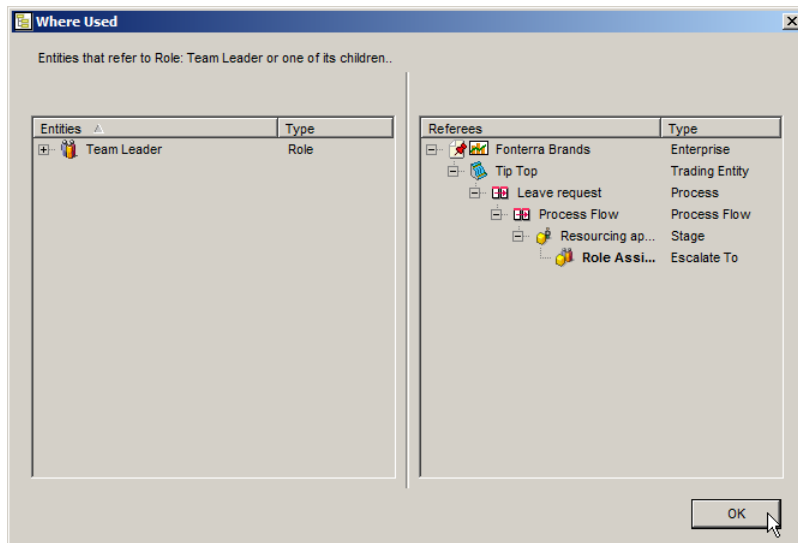 Where Used
Entities that refer to Role: Team Leader or one of its children..
Entities Type
Team Leader Role
Referees Type
Fonterra Brands Enterprise
Tip Top Trading Entity
Leave request Process
Process Flow Process Flow
Resourcing ap... Stage
Role Assi... Escalate To
OK